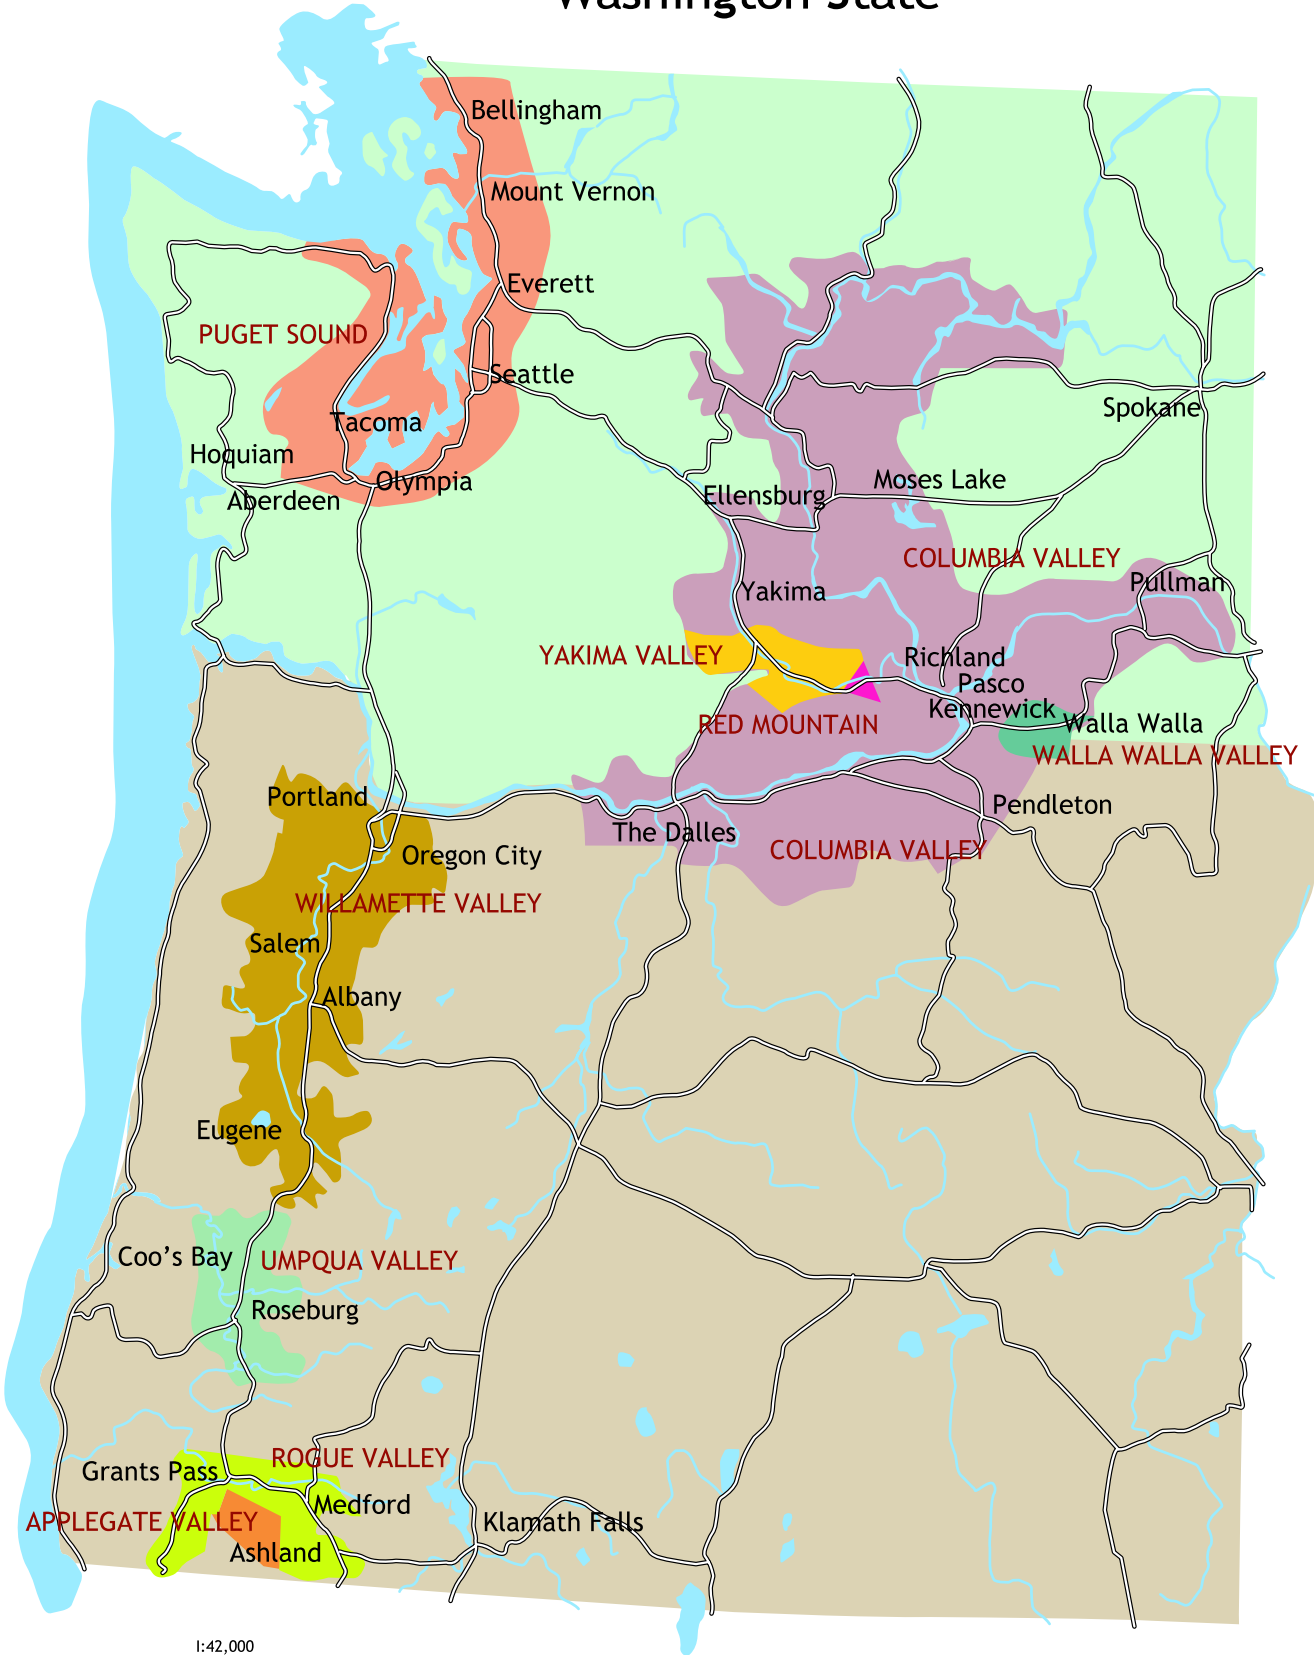 Washington State
Bellingham
Mount Vernon
Everett
PUGET SOUND
Seattle
Spokane
Tacoma
Hoquiam
Olympia
Moses Lake
Aberdeen
Ellensburg
COLUMBIA VALLEY
Pullman
Yakima
YAKIMA VALLEY
Richland
Pasco
Kennewick
RED MOUNTAIN
Walla Walla
WALLA WALLA VALLEY
Portland
Pendleton
The Dalles
COLUMBIA VALLEY
Oregon City
WILLAMETTE VALLEY
Salem
Albany
Eugene
Coo's Bay
UMPQUA VALLEY
Roseburg
ROGUE VALLEY
Grants Pass
Medford
APPLEGATE VALLEY
Klamath Falls
Ashland
1:42,000